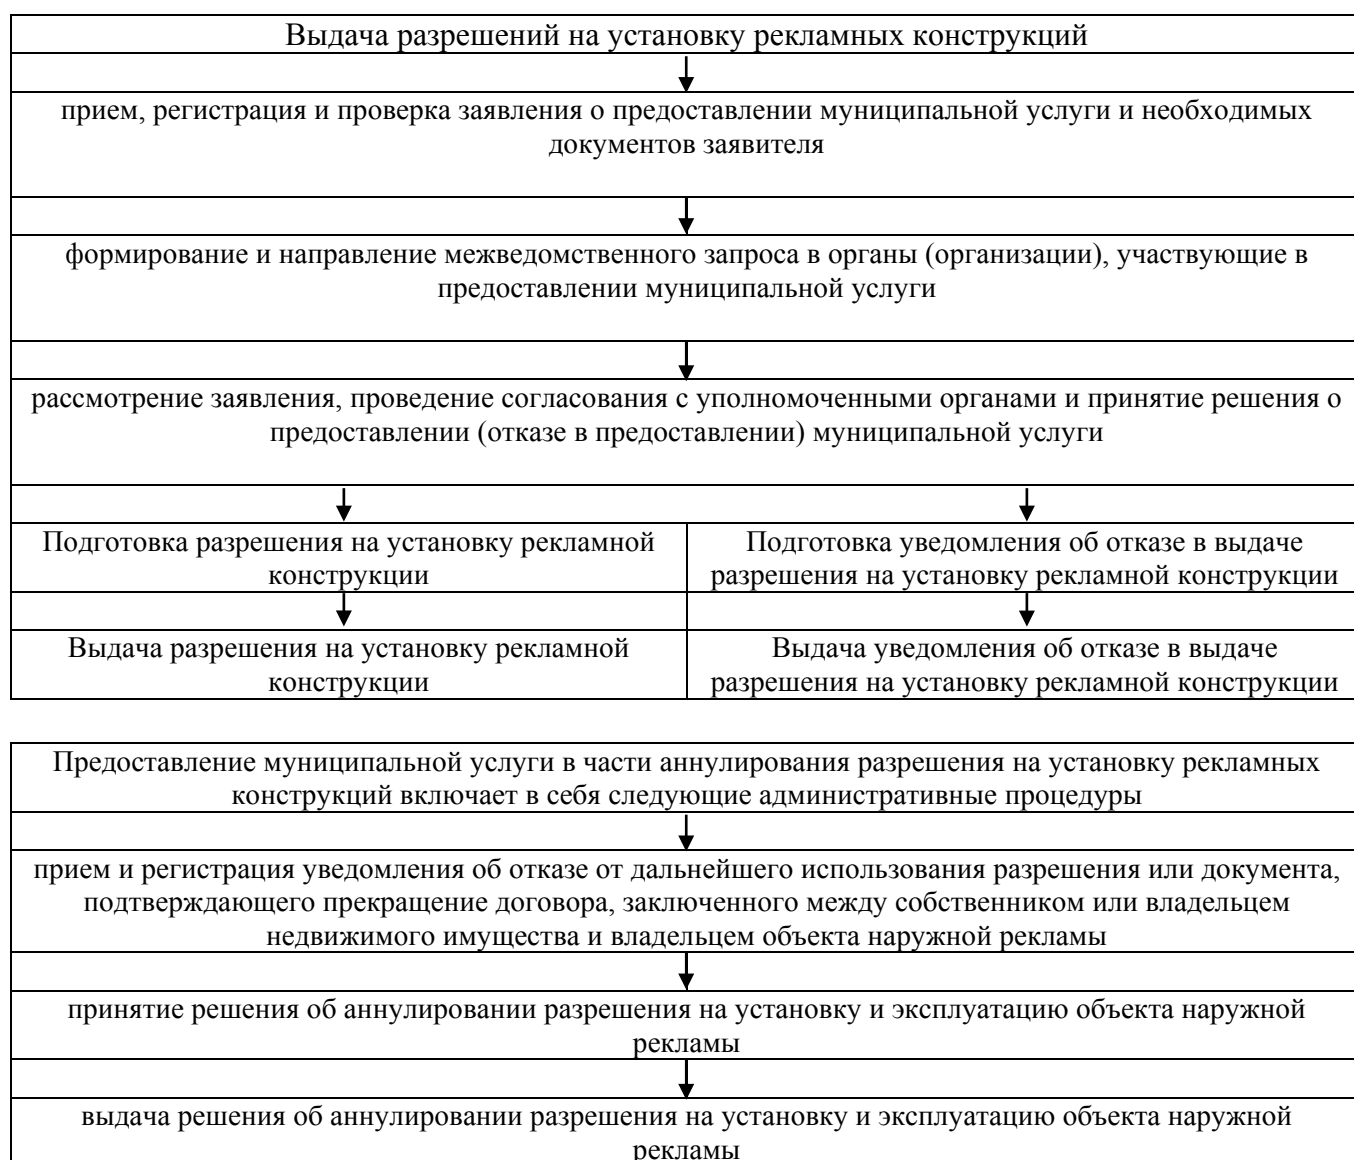 Выдача разрешений на установку рекламных конструкций
прием, регистрация и проверка заявления о предоставлении муниципальной услуги и необходимых
документов заявителя
формирование и направление межведомственного запроса в органы (организации), участвующие в
предоставлении муниципальной услуги
рассмотрение заявления, проведение согласования с уполномоченными органами и принятие решения о
предоставлении (отказе в предоставлении) муниципальной услуги
Подготовка разрешения на установку рекламной
конструкции
Подготовка уведомления об отказе в выдаче
разрешения на установку рекламной конструкции
Выдача разрешения на установку рекламной
конструкции
Выдача уведомления об отказе в выдаче
разрешения на установку рекламной конструкции
Предоставление муниципальной услуги в части аннулирования разрешения на установку рекламных
конструкций включает в себя следующие административные процедуры
прием и регистрация уведомления об отказе от дальнейшего использования разрешения или документа,
подтверждающего прекращение договора, заключенного между собственником или владельцем
недвижимого имущества и владельцем объекта наружной рекламы
принятие решения об аннулировании разрешения на установку и эксплуатацию объекта наружной
рекламы
выдача решения об аннулировании разрешения на установку и эксплуатацию объекта наружной
рекламы